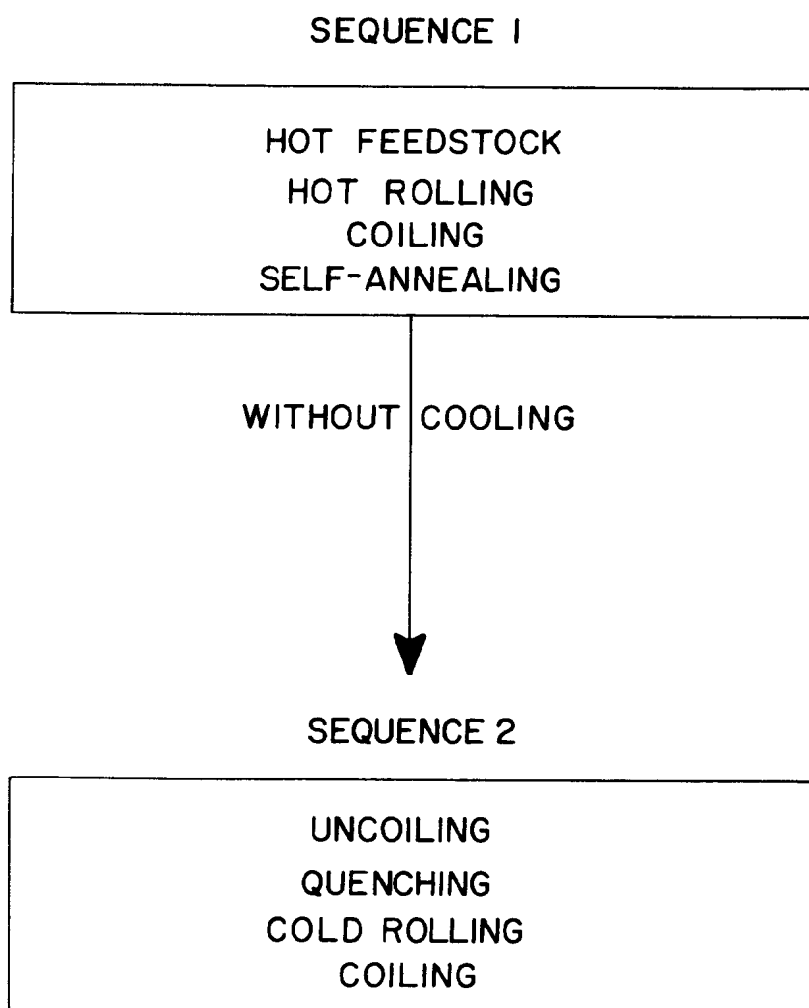 SEQUENCE 1
HOT FEEDSTOCK
HOT ROLLING
COILING
SELF-ANNEALING
WITHOUT COOLING
SEQUENCE 2
UNCOILING
QUENCHING
COLD ROLLING
COILING